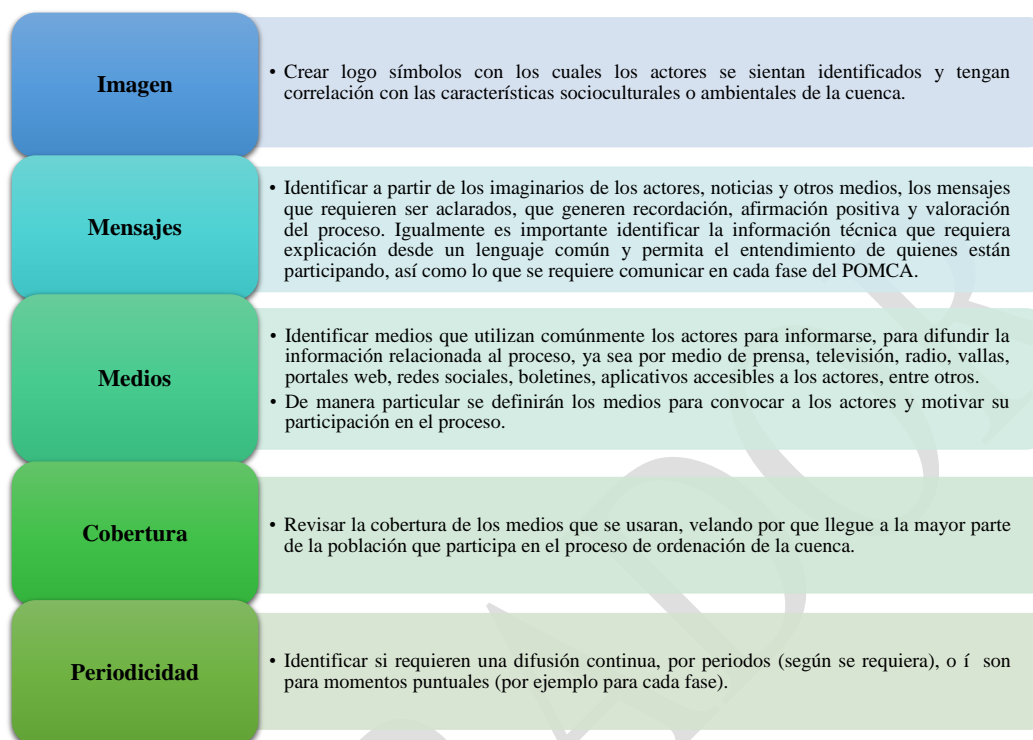 Imagen
• Crear logo símbolos con los cuales los actores se sientan identificados y tengan
correlación con las características socioculturales o ambientales de la cuenca.
Mensajes
• Identificar a partir de los imaginarios de los actores, noticias y otros medios, los mensajes
que requieren ser aclarados, que generen recordación, afirmación positiva y valoración
del proceso. Igualmente es importante identificar la información técnica que requiera
explicación desde un lenguaje común y permita el entendimiento de quienes están
participando, así como lo que se requiere comunicar en cada fase del POMCA.
Medios
• Identificar medios que utilizan comúnmente los actores para informarse, para difundir la
información relacionada al proceso, ya sea por medio de prensa, televisión, radio, vallas,
portales web, redes sociales, boletines, aplicativos accesibles a los actores, entre otros.
• De manera particular se definirán los medios para convocar a los actores y motivar su
participación en el proceso.
Cobertura
• Revisar la cobertura de los medios que se usaran, velando por que llegue a la mayor parte
de la población que participa en el proceso de ordenación de la cuenca.
Periodicidad
• Identificar si requieren una difusión continua, por periodos (según se requiera), o í son
para momentos puntuales (por ejemplo para cada fase).